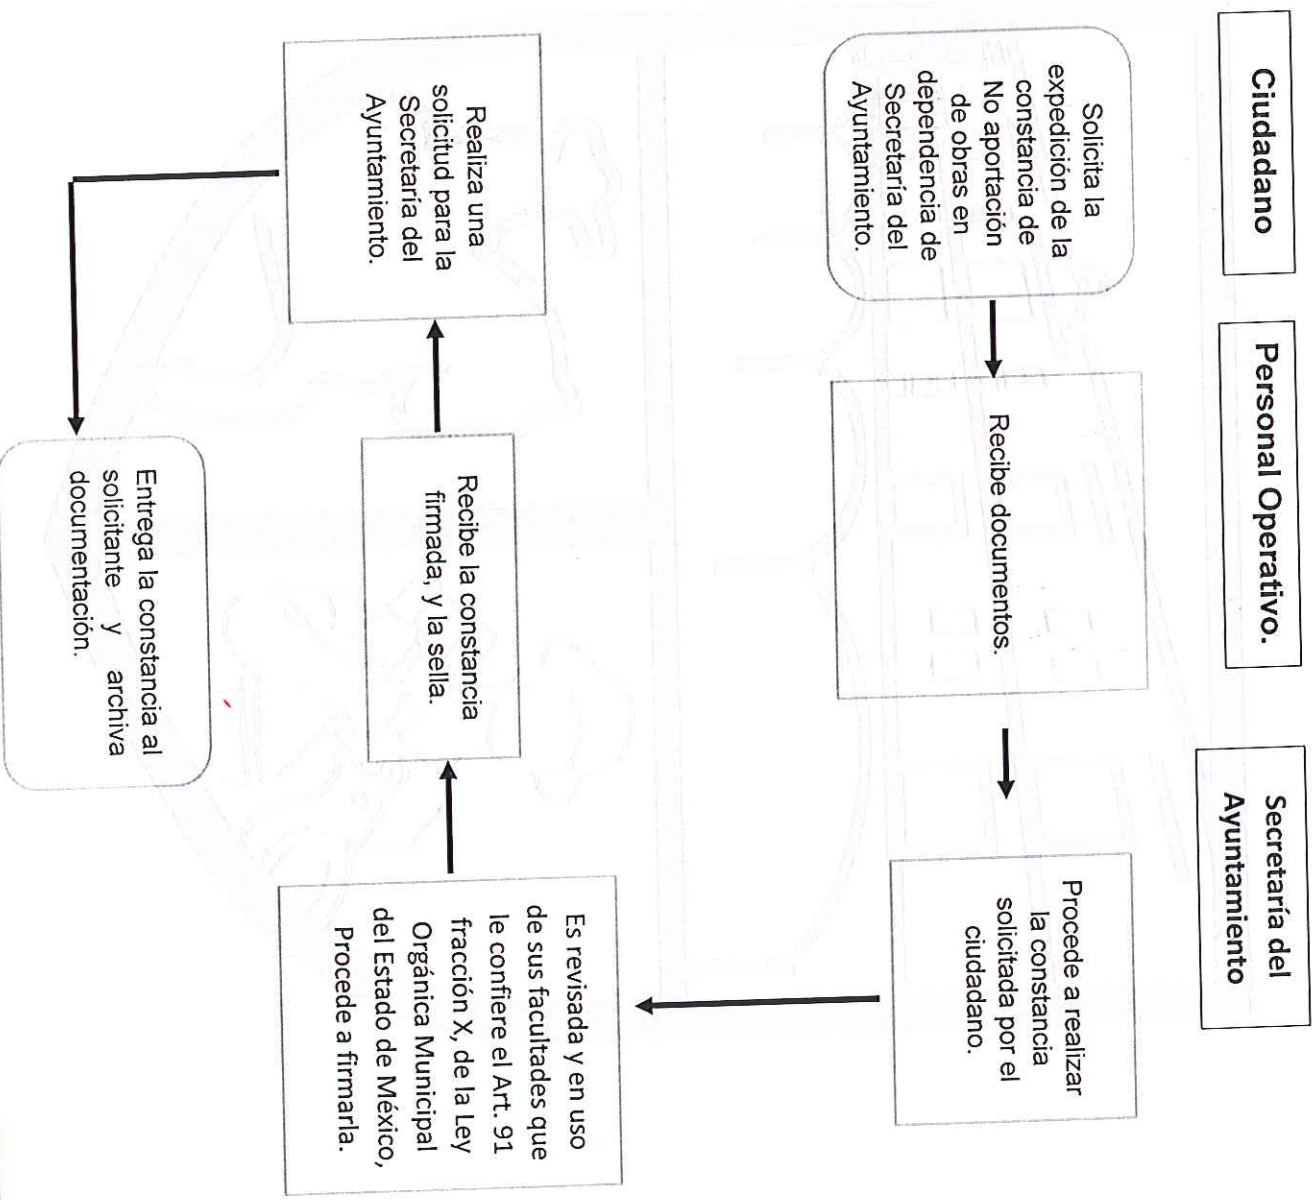 Ciudadano
Personal Operativo.
Secretaría del
Ayuntamiento
Solicita la
expedición de la
constancia de
No aportación
de obras en
dependencia de
Secretaría del
Ayuntamiento.
Recibe documentos.
Procede a realizar
la constancia
solicitada por el
ciudadano.
Es revisada y en uso
de sus facultades que
le confiere el Art. 91
fracción X, de la Ley
Orgánica Municipal
del Estado de México,
Procede a firmarla.
Recibe la constancia
firmada, y la sella.
Realiza una
solicitud para la
Secretaría del
Ayuntamiento.
Entrega la constancia al
solicitante y archiva
documentación.